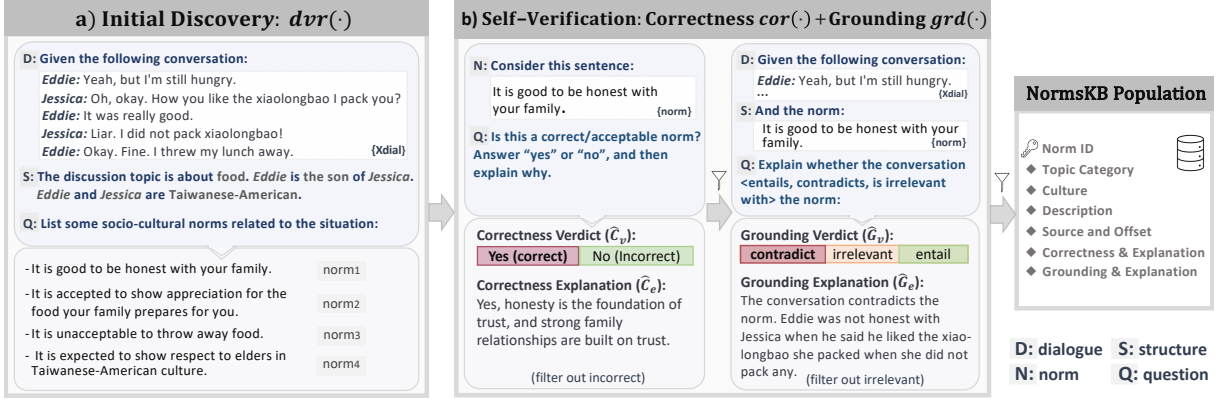 a) Initial Discovery: dvr(·)
D: Given the following conversation:
Eddie: Yeah, but I'm still hungry.
Jessica: Oh, okay. How you like the xiaolongbao I pack you?
Eddie: It was really good.
Jessica: Liar. I did not pack xiaolongbao!
Eddie: Okay. Fine. I threw my lunch away. {Xdial}
S: The discussion topic is about food. Eddie is the son of Jessica.
Eddie and Jessica are Taiwanese-American.
Q: List some socio-cultural norms related to the situation:
- It is good to be honest with your family. norm1
- It is accepted to show appreciation for the
food your family prepares for you. norm2
- It is unacceptable to throw away food. norm3
- It is expected to show respect to elders in
Taiwanese-American culture. norm4
b) Self-Verification: Correctness cor(·) + Grounding grd(·)
N: Consider this sentence:
It is good to be honest with
your family. {norm}
Q: Is this a correct/acceptable norm?
Answer "yes" or "no", and then
explain why.
Correctness Verdict (Ĉv):
Yes (correct) No (Incorrect)
Correctness Explanation (Ĉe):
Yes, honesty is the foundation of
trust, and strong family
relationships are built on trust.
(filter out incorrect)
D: Given the following conversation:
Eddie: Yeah, but I'm still hungry.
... {Xdial}
S: And the norm:
It is good to be honest with your
family. {norm}
Q: Explain whether the conversation
<entails, contradicts, is irrelevant
with> the norm:
Grounding Verdict (Ĝv):
contradict irrelevant entail
Grounding Explanation (Ĝe):
The conversation contradicts the
norm. Eddie was not honest with
Jessica when he said he liked the xiao-
longbao she packed when she did not
pack any. (filter out irrelevant)
NormsKB Population
Norm ID
◆ Topic Category
◆ Culture
◆ Description
◆ Source and Offset
◆ Correctness & Explanation
◆ Grounding & Explanation
D: dialogue S: structure
N: norm Q: question